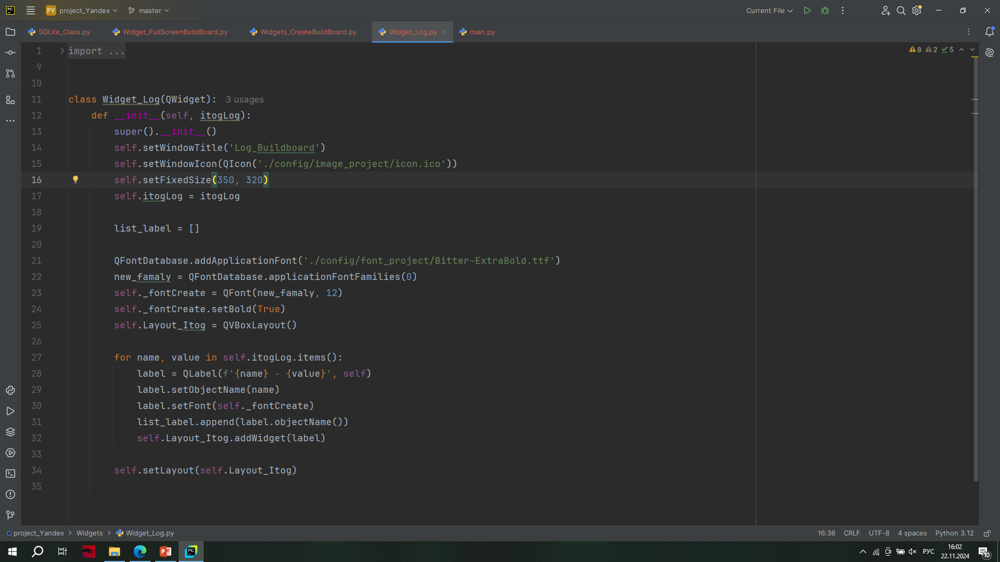 PC
PY project_Yandex master Current File
SQLite_Class.py Widget_FullScreenBuildBoard.py Widgets_CreateBuildBoard.py Widget_Log.py main.py
8 2 5
1 import ...
9
10
11 class Widget_Log(QWidget): 3 usages
12 def __init__(self, itogLog):
13 super().__init__()
14 self.setWindowTitle('Log_Buildboard')
15 self.setWindowIcon(QIcon('./config/image_project/icon.ico'))
16 self.setFixedSize(350, 320)
17 self.itogLog = itogLog
18
19 list_label = []
20
21 QFontDatabase.addApplicationFont('./config/font_project/Bitter-ExtraBold.ttf')
22 new_famaly = QFontDatabase.applicationFontFamilies(0)
23 self._fontCreate = QFont(new_famaly, 12)
24 self._fontCreate.setBold(True)
25 self.Layout_Itog = QVBoxLayout()
26
27 for name, value in self.itogLog.items():
28 label = QLabel(f'{name} - {value}', self)
29 label.setObjectName(name)
30 label.setFont(self._fontCreate)
31 list_label.append(label.objectName())
32 self.Layout_Itog.addWidget(label)
33
34 self.setLayout(self.Layout_Itog)
35
project_Yandex > Widgets > Widget_Log.py 16:36 CRLF UTF-8 4 spaces Python 3.12
РУС 16:02
22.11.2024 10